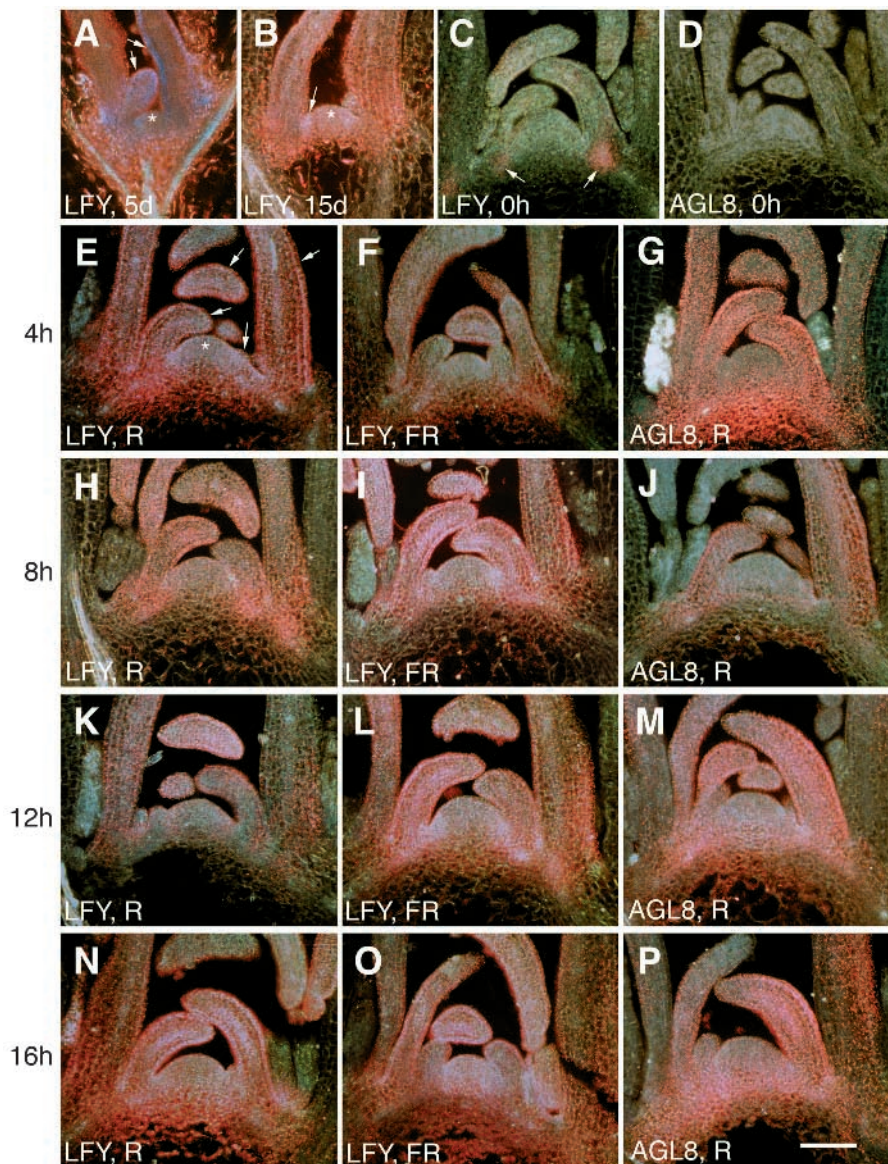 A B C D
LFY, 5d LFY, 15d LFY, 0h AGL8, 0h
E F G
4h
LFY, R LFY, FR AGL8, R
H I J
8h
LFY, R LFY, FR AGL8, R
K L M
12h
LFY, R LFY, FR AGL8, R
N O P
16h
LFY, R LFY, FR AGL8, R